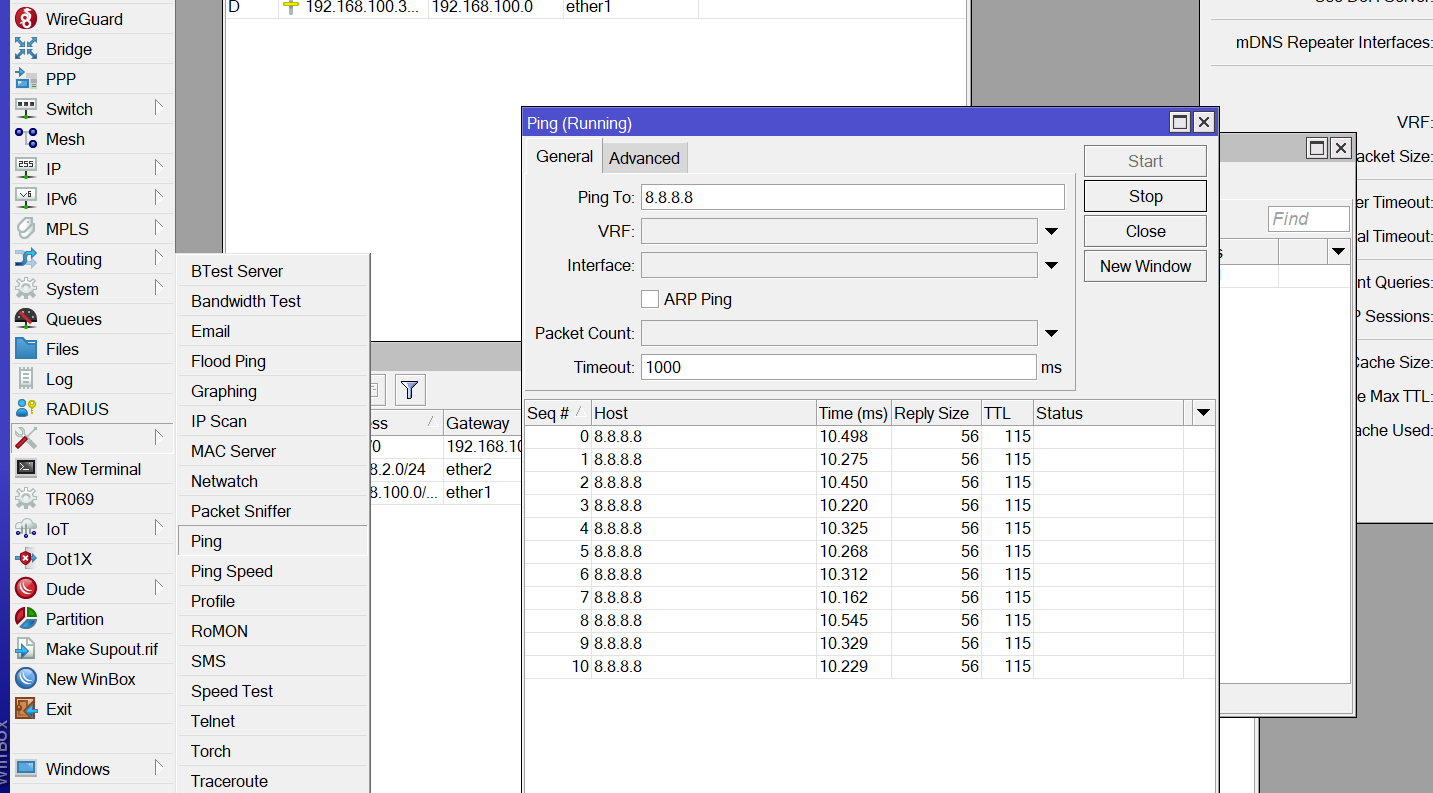 WireGuard
Bridge
PPP
Switch
Mesh
IP
IPv6
MPLS
Routing
System
Queues
Files
Log
RADIUS
Tools
New Terminal
TR069
IoT
Dot1X
Dude
Partition
Make Supout.rif
New WinBox
Exit
Windows
BTest Server
Bandwidth Test
Email
Flood Ping
Graphing
IP Scan
MAC Server
Netwatch
Packet Sniffer
Ping
Ping Speed
Profile
RoMON
SMS
Speed Test
Telnet
Torch
Traceroute
D 192.168.100.3... 192.168.100.0 ether1
ess Gateway
/0 192.168.10
8.2.0/24 ether2
8.100.0/... ether1
Ping (Running)
General Advanced
Ping To: 8.8.8.8
VRF:
Interface:
ARP Ping
Packet Count:
Timeout: 1000 ms
Start
Stop
Close
New Window
Seq # Host Time (ms) Reply Size TTL Status
0 8.8.8.8 10.498 56 115
1 8.8.8.8 10.275 56 115
2 8.8.8.8 10.450 56 115
3 8.8.8.8 10.220 56 115
4 8.8.8.8 10.325 56 115
5 8.8.8.8 10.268 56 115
6 8.8.8.8 10.312 56 115
7 8.8.8.8 10.162 56 115
8 8.8.8.8 10.545 56 115
9 8.8.8.8 10.329 56 115
10 8.8.8.8 10.229 56 115
Find
mDNS Repeater Interfaces:
VRF:
acket Size:
er Timeout:
al Timeout:
nt Queries:
P Sessions:
Cache Size:
e Max TTL:
ache Used: